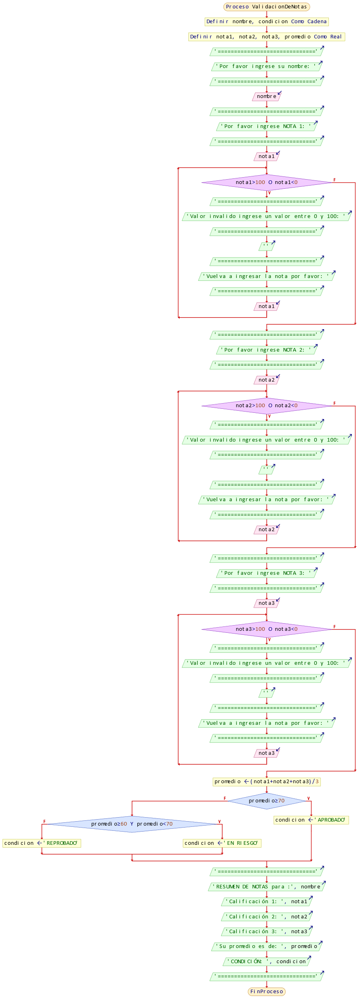 Proceso ValidacionDeNotas
Definir nombre, condicion Como Cadena
Definir nota1, nota2, nota3, promedio Como Real
'=============================='
'Por favor ingrese su nombre: '
'=============================='
nombre
'=============================='
'Por favor ingrese NOTA 1: '
'=============================='
nota1
nota1>100 O nota1<0
F
V
'=============================='
'Valor invalido ingrese un valor entre 0 y 100: '
'=============================='
''
'=============================='
'Vuelva a ingresar la nota por favor: '
'=============================='
nota1
'=============================='
'Por favor ingrese NOTA 2: '
'=============================='
nota2
nota2>100 O nota2<0
F
V
'=============================='
'Valor invalido ingrese un valor entre 0 y 100: '
'=============================='
''
'=============================='
'Vuelva a ingresar la nota por favor: '
'=============================='
nota2
'=============================='
'Por favor ingrese NOTA 3: '
'=============================='
nota3
nota3>100 O nota3<0
F
V
'=============================='
'Valor invalido ingrese un valor entre 0 y 100: '
'=============================='
''
'=============================='
'Vuelva a ingresar la nota por favor: '
'=============================='
nota3
promedio ←(nota1+nota2+nota3)/3
F
promedio≥70
V
F
promedio≥60 Y promedio<70
V
condicion ←'APROBADO'
condicion ←'REPROBADO'
condicion ←'EN RIESGO'
'=============================='
'RESUMEN DE NOTAS para :', nombre
'Calificación 1: ', nota1
'Calificación 2: ', nota2
'Calificación 3: ', nota3
'Su promedio es de: ', promedio
'CONDICIÓN: ', condicion
'=============================='
FinProceso